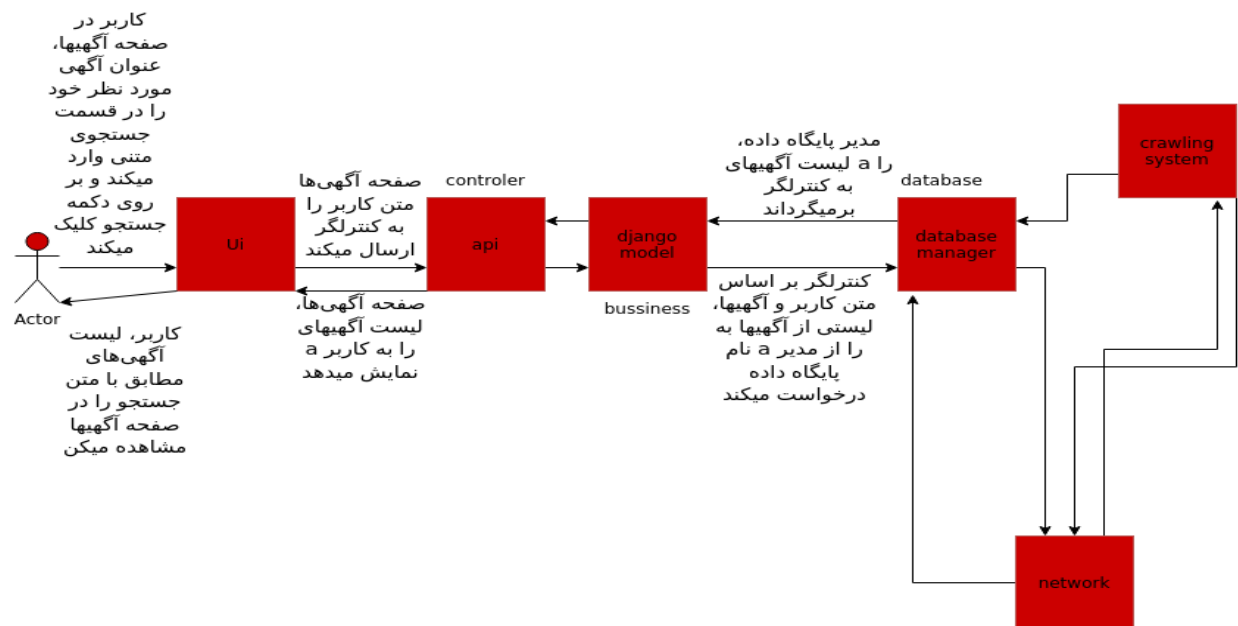 کاربر در
صفحه آگهیها،
عنوان آگهی
مورد نظر خود
را در قسمت
جستجوی
متنی وارد
میکند و بر
روی دکمه
جستجو کلیک
میکند
Actor
کاربر، لیست
آگهی‌های
مطابق با متن
جستجو را در
صفحه آگهیها
مشاهده میکن
Ui
صفحه آگهی‌ها
متن کاربر را
به کنترلگر
ارسال میکند
صفحه آگهی‌ها،
لیست آگهیهای
را به کاربر a
نمایش میدهد
controler
api
django
model
bussiness
مدیر پایگاه داده،
را a لیست آگهیهای
به کنترلگر
برمیگرداند
کنترلگر بر اساس
متن کاربر و آگهیها،
لیستی از آگهیها به
را از مدیر a نام
پایگاه داده
درخواست میکند
database
database
manager
crawling
system
network